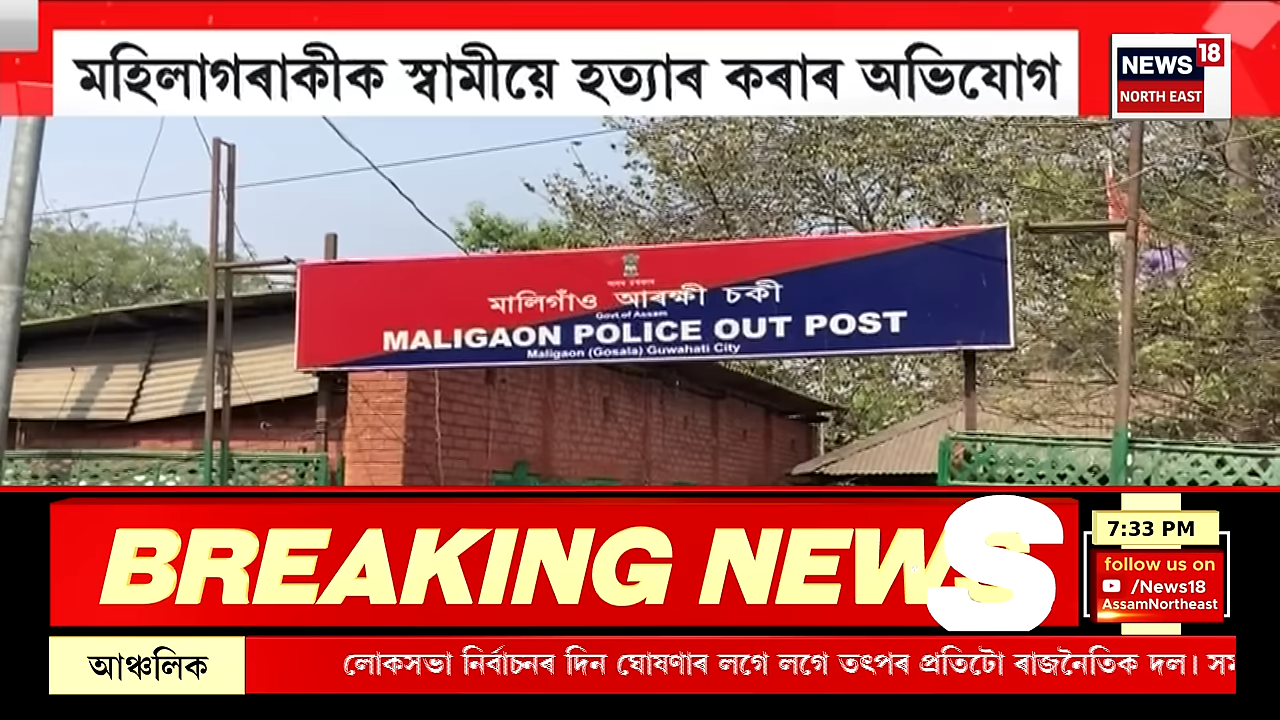 মহিলাগৰাকীক স্বামীয়ে হত্যাৰ কৰাৰ অভিযোগ
NEWS 18
NORTH EAST
অসম চৰকাৰ
মালিগাঁও আৰক্ষী চকী
Govt.of Assam
MALIGAON POLICE OUT POST
Maligaon (Gosala) Guwahati City
BREAKING NEWS
7:33 PM
follow us on
/News18
AssamNortheast
আঞ্চলিক
লোকসভা নিৰ্বাচনৰ দিন ঘোষণাৰ লগে লগে তৎপৰ প্ৰতিটো ৰাজনৈতিক দল।